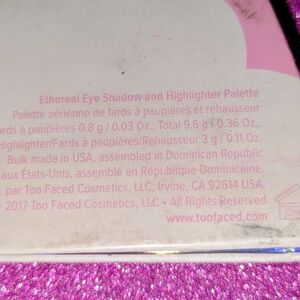 Ethereal Eye Shadow and Highlighter Palette
Palette aérienne de fards à paupières et rehausseur
ards à paupières 0.8 g / 0.03 Oz., Total 9.6 g / 0.36 Oz.,
Highlighter/Fards à paupières/Rehausseur 3 g / 0.11 Oz.
Bulk made in USA, assembled in Dominican Republic
aux États-Unis, assemblé en République-Dominicaine.
. par Too Faced Cosmetics, LLC, Irvine, CA 92614 USA.
© 2017 Too Faced Cosmetics, LLC • All Rights Reserved
www.toofaced.com